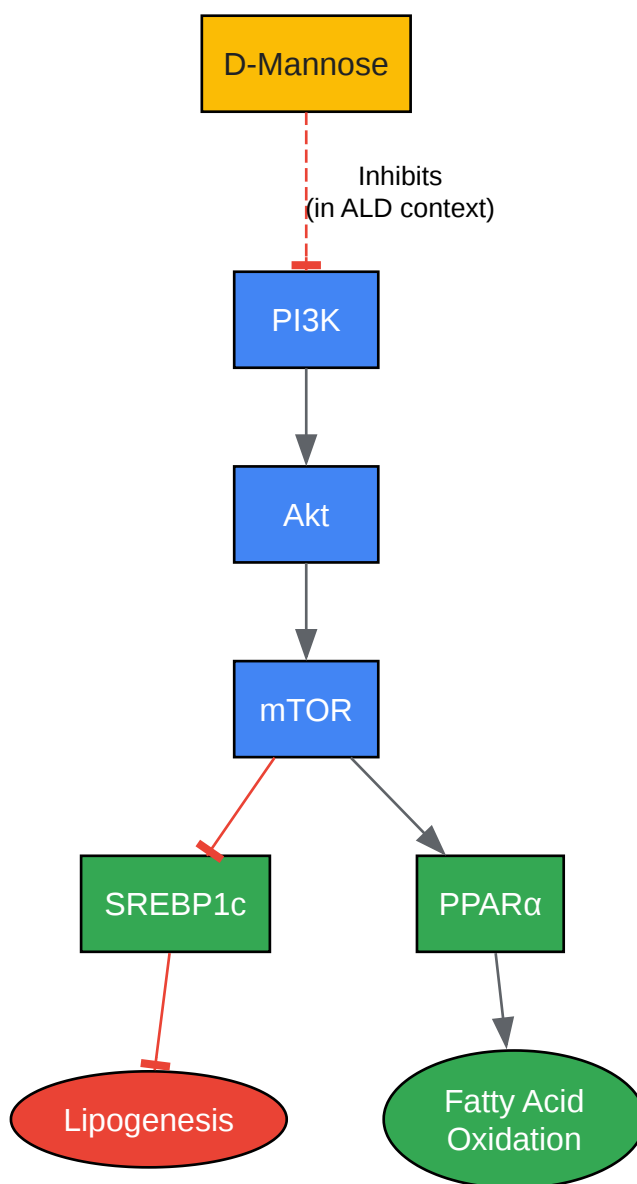 D-Mannose
Inhibits
(in ALD context)
PI3K
Akt
mTOR
SREBP1c
PPARα
Lipogenesis
Fatty Acid
Oxidation